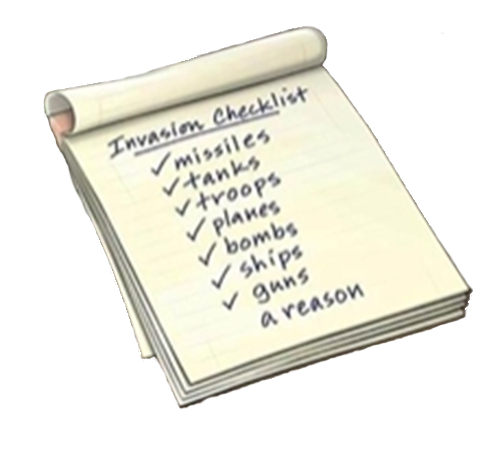 Invasion Checklist
✓missiles
✓tanks
✓troops
✓planes
✓bombs
✓ships
✓guns
a reason